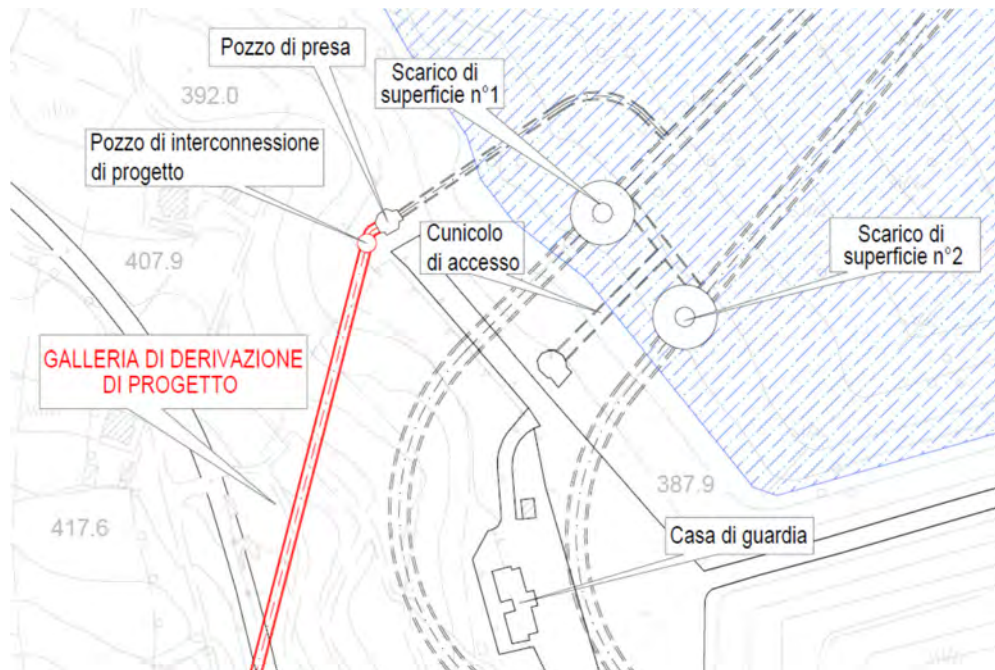 Pozzo di presa
Scarico di
superficie n°1
392.0
Pozzo di interconnessione
di progetto
Cunicolo
di accesso
Scarico di
superficie n°2
407.9
GALLERIA DI DERIVAZIONE
DI PROGETTO
387.9
417.6
Casa di guardia